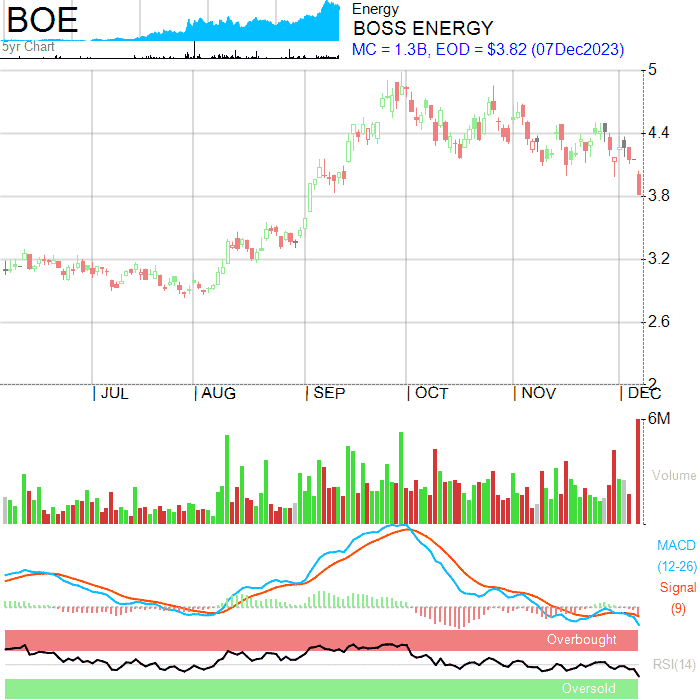 BOE
5yr Chart
Energy
BOSS ENERGY
MC = 1.3B, EOD = $3.82 (07Dec2023)
5
4.4
3.8
3.2
2.6
2
JUL
AUG
SEP
OCT
NOV
DEC
6M
Volume
MACD
(12-26)
Signal
(9)
Overbought
RSI(14)
Oversold